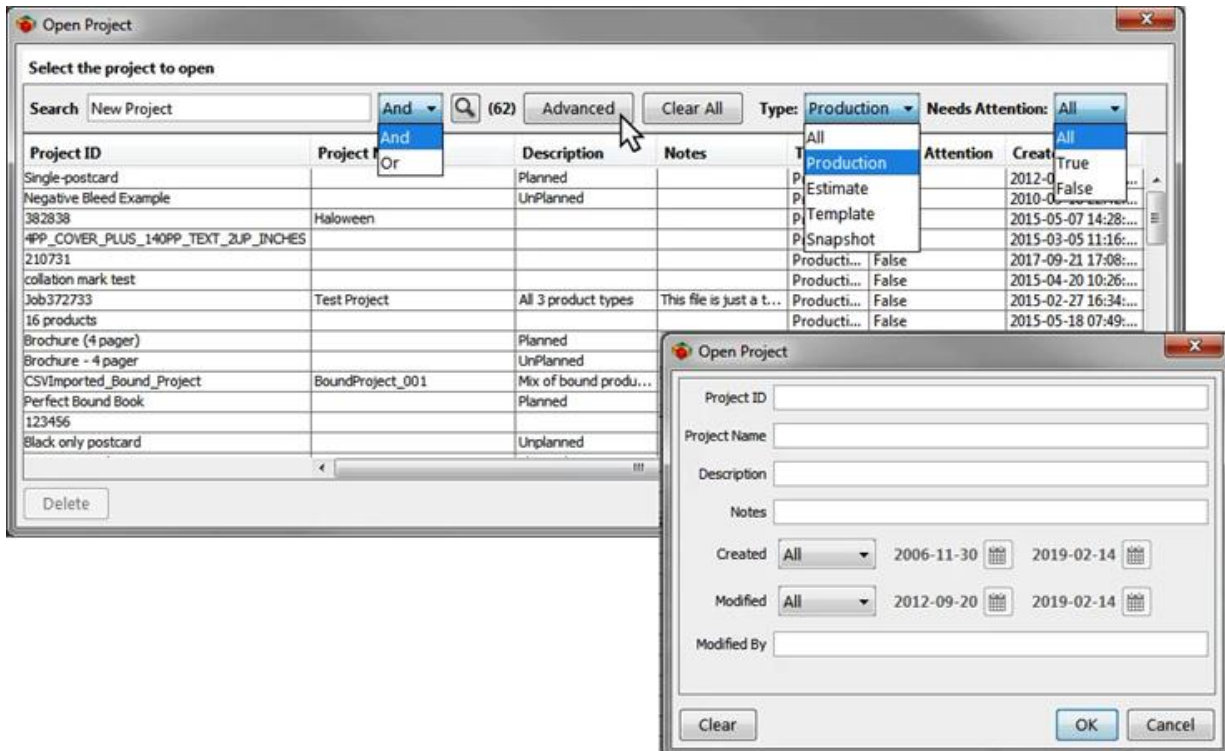 Open Project
Select the project to open
Search New Project And (62) Advanced Clear All Type: Production Needs Attention: All
And
Or
All
Production
Estimate
Template
Snapshot
All
True
False
Project ID Project Description Notes Attention
Single-postcard Planned
Negative Bleed Example UnPlanned
382838 Haloween 2015-05-07 14:28:...
4PP_COVER_PLUS_140PP_TEXT_2UP_INCHES 2015-03-05 11:16:...
210731 Producti... False 2017-09-21 17:08:...
collation mark test Producti... False 2015-04-20 10:26:...
Job372733 Test Project All 3 product types This file is just a t... Producti... False 2015-02-27 16:34:...
16 products Producti... False 2015-05-18 07:49:...
Brochure (4 pager) Planned
Brochure - 4 pager UnPlanned
CSVImported_Bound_Project BoundProject_001 Mix of bound produ...
Perfect Bound Book Planned
123456
Black only postcard Unplanned
Delete
Open Project
Project ID
Project Name
Description
Notes
Created All 2006-11-30 2019-02-14
Modified All 2012-09-20 2019-02-14
Modified By
Clear OK Cancel